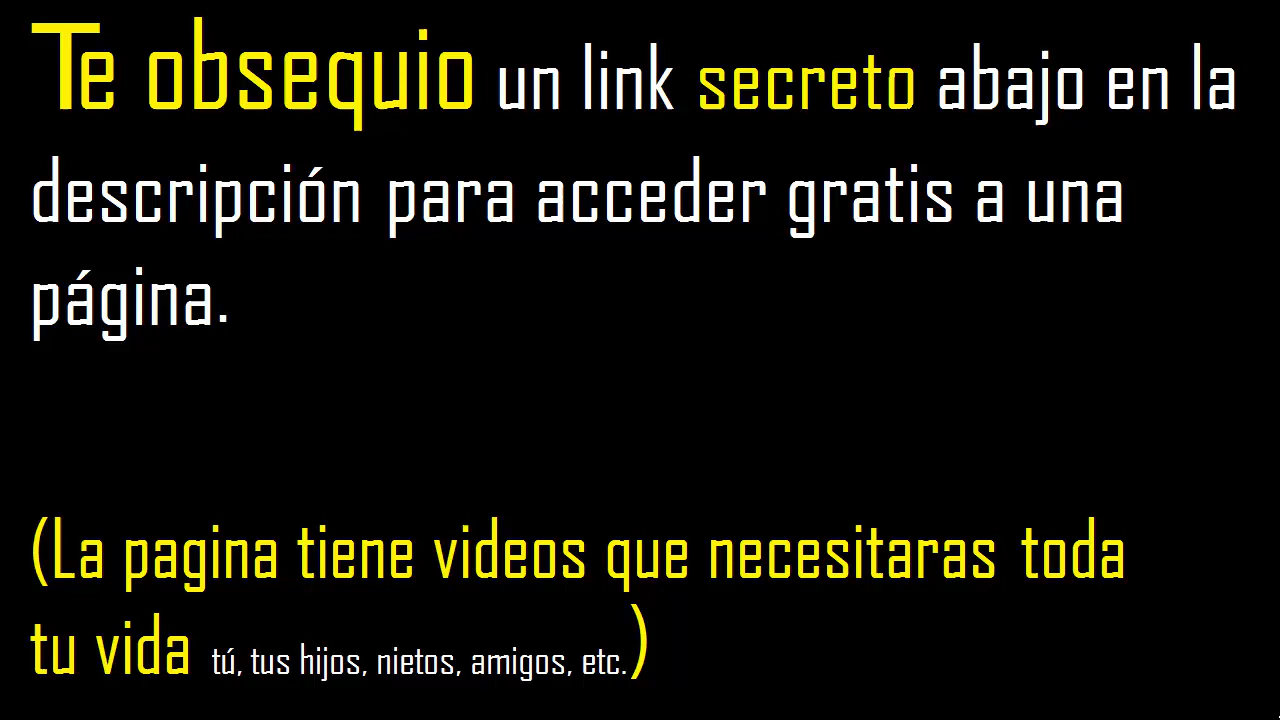 Te obsequio un link secreto abajo en la
descripción para acceder gratis a una
página.
(La pagina tiene videos que necesitaras toda
tu vida tú, tus hijos, nietos, amigos, etc.)